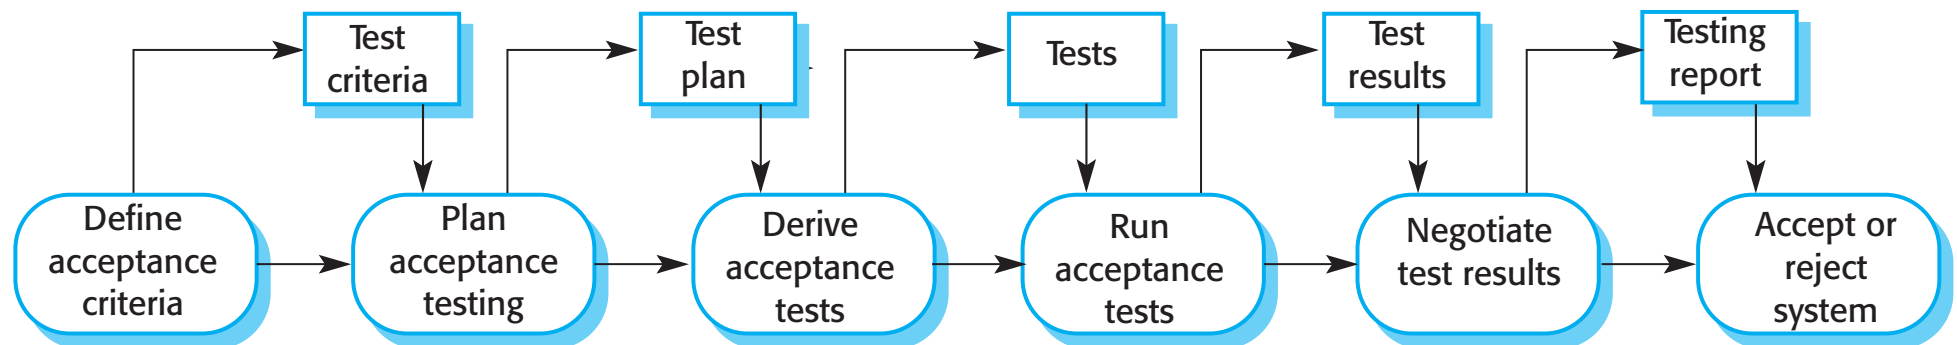 Test
criteria
Test
plan
Tests
Test
results
Testing
report
Define
acceptance
criteria
Plan
acceptance
testing
Derive
acceptance
tests
Run
acceptance
tests
Negotiate
test results
Accept or
reject
system